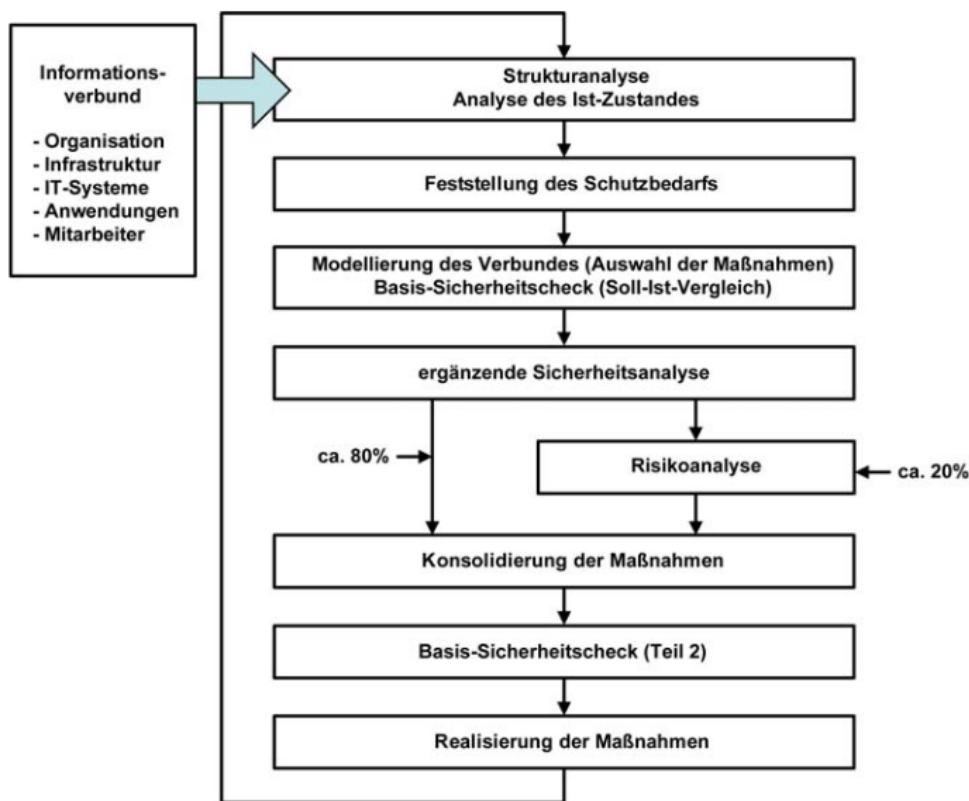 Informations-
verbund
- Organisation
- Infrastruktur
- IT-Systeme
- Anwendungen
- Mitarbeiter
Strukturanalyse
Analyse des Ist-Zustandes
Feststellung des Schutzbedarfs
Modellierung des Verbundes (Auswahl der Maßnahmen)
Basis-Sicherheitscheck (Soll-Ist-Vergleich)
ergänzende Sicherheitsanalyse
ca. 80%
Risikoanalyse
ca. 20%
Konsolidierung der Maßnahmen
Basis-Sicherheitscheck (Teil 2)
Realisierung der Maßnahmen